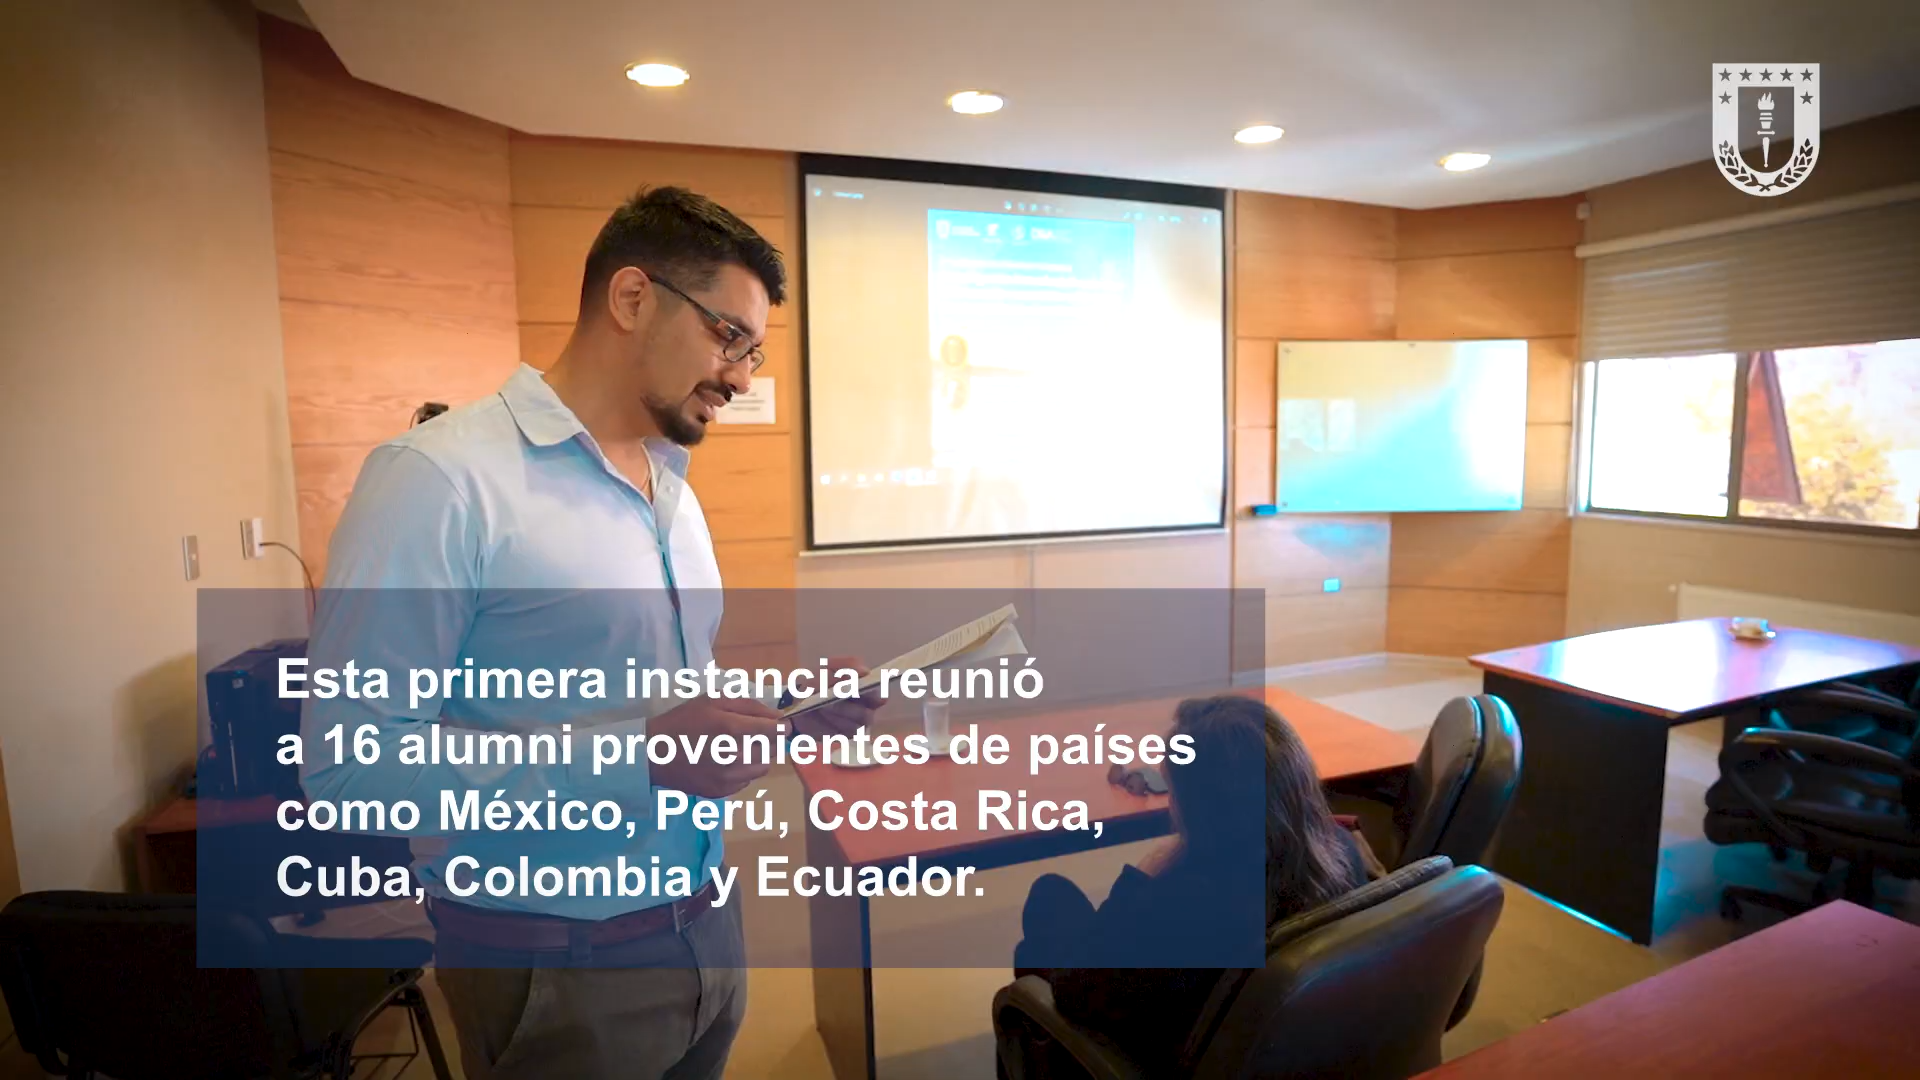 Esta primera instancia reunió
a 16 alumni provenientes de países
como México, Perú, Costa Rica,
Cuba, Colombia y Ecuador.